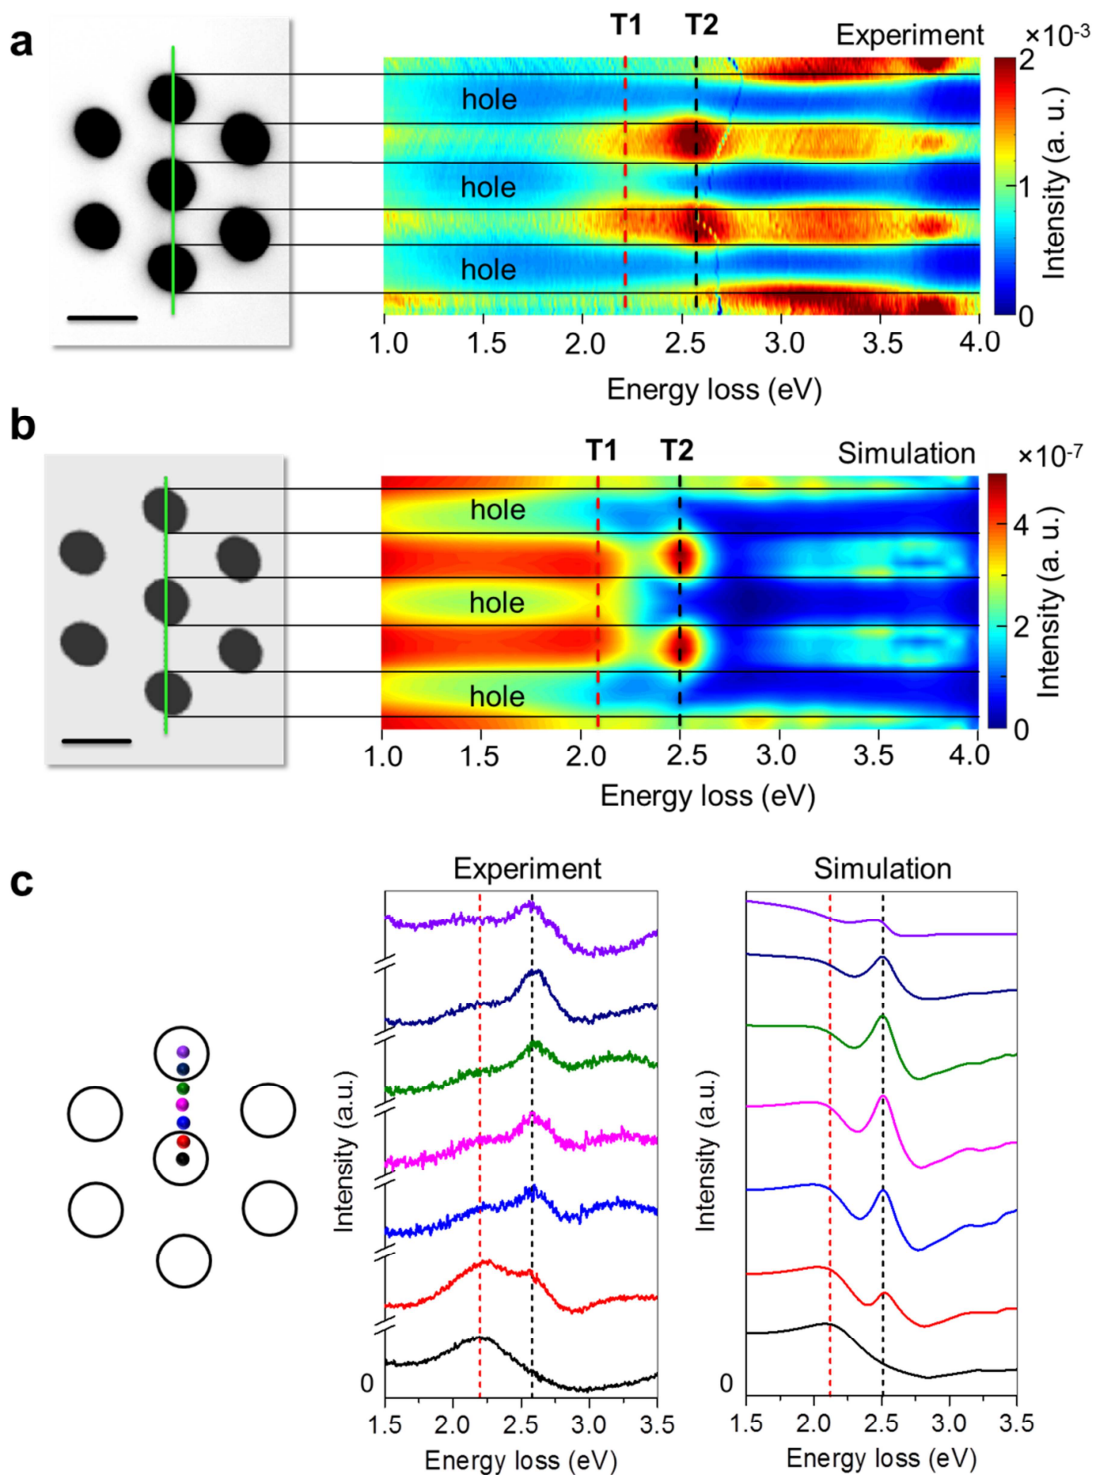 a
T1 T2 Experiment ×10-3
hole
hole
hole
2
1
0
Intensity (a. u.)
1.0 1.5 2.0 2.5 3.0 3.5 4.0
Energy loss (eV)
b
T1 T2 Simulation ×10-7
hole
hole
hole
4
2
0
Intensity (a. u.)
1.0 1.5 2.0 2.5 3.0 3.5 4.0
Energy loss (eV)
c
Experiment Simulation
Intensity (a.u.) Intensity (a.u.)
0 0
1.5 2.0 2.5 3.0 3.5 1.5 2.0 2.5 3.0 3.5
Energy loss (eV) Energy loss (eV)